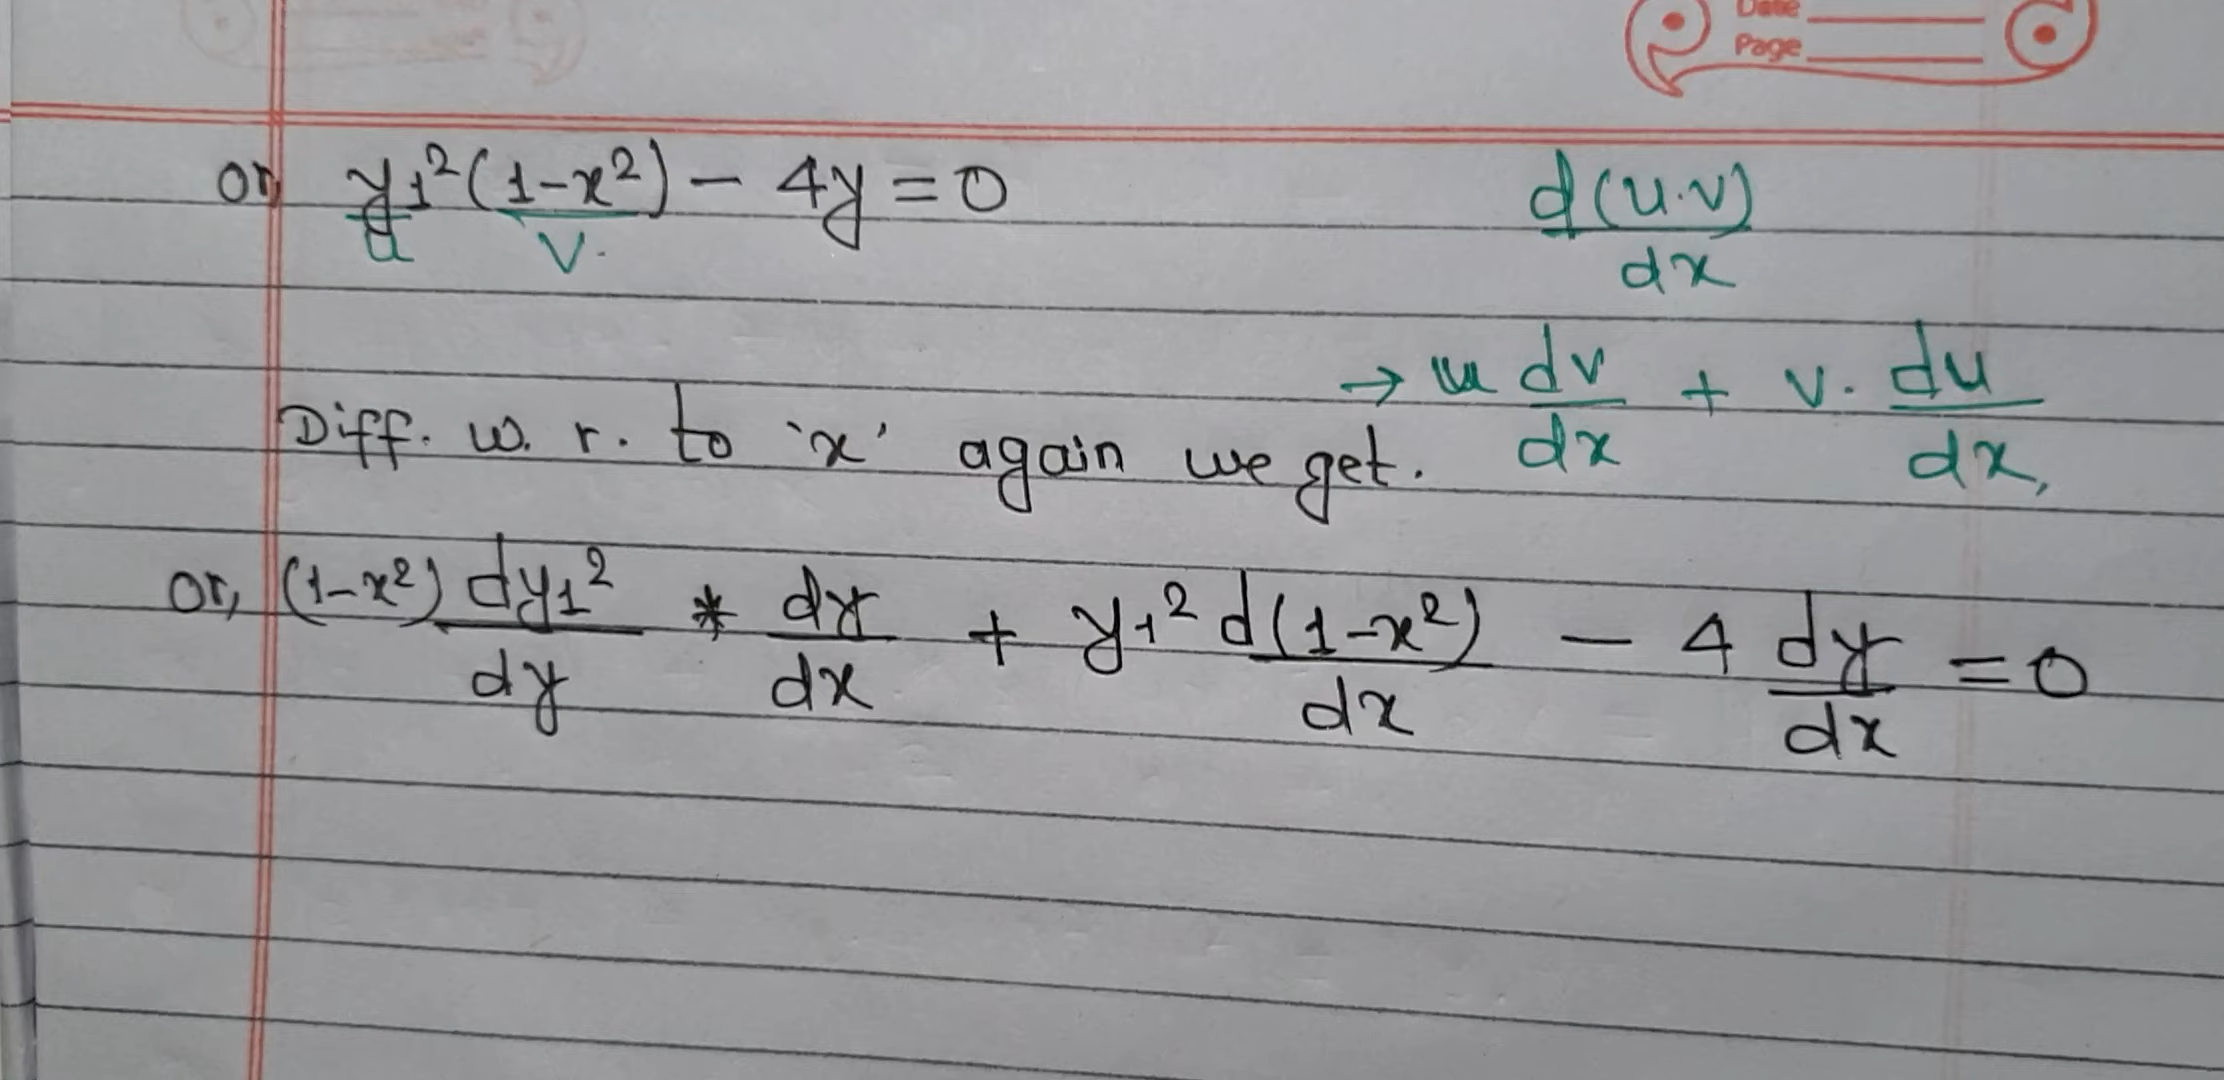 Date
Page
or, y₁²(1-x²) - 4y = 0
u v.
d(u.v)/dx
→ u dv/dx + v. du/dx,
Diff. w. r. to 'x' again we get.
or, (1-x²) dy₁²/dy * dy/dx + y₁² d(1-x²)/dx - 4 dy/dx = 0